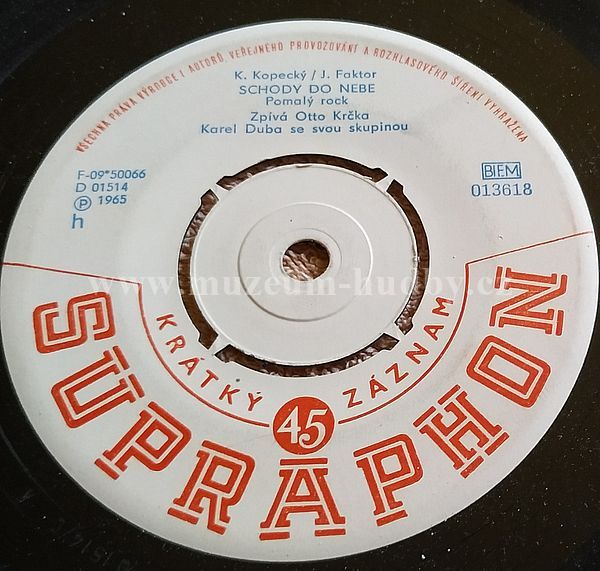 VŠECHNA PRÁVA VÝROBCE I AUTORŮ, VEŘEJNÉHO PROVOZOVÁNÍ A ROZHLASOVÉHO ŠÍŘENÍ VYHRAŽENA
K. Kopecký / J. Faktor
SCHODY DO NEBE
Pomalý rock
Zpívá Otto Krčka
Karel Duba se svou skupinou
F-09*50066
D 01514
Ⓟ 1965
h
BIEM
013618
www.muzeum-hudby.cz
KRÁTKÝ 45 ZÁZNAM
SUPRAPHON